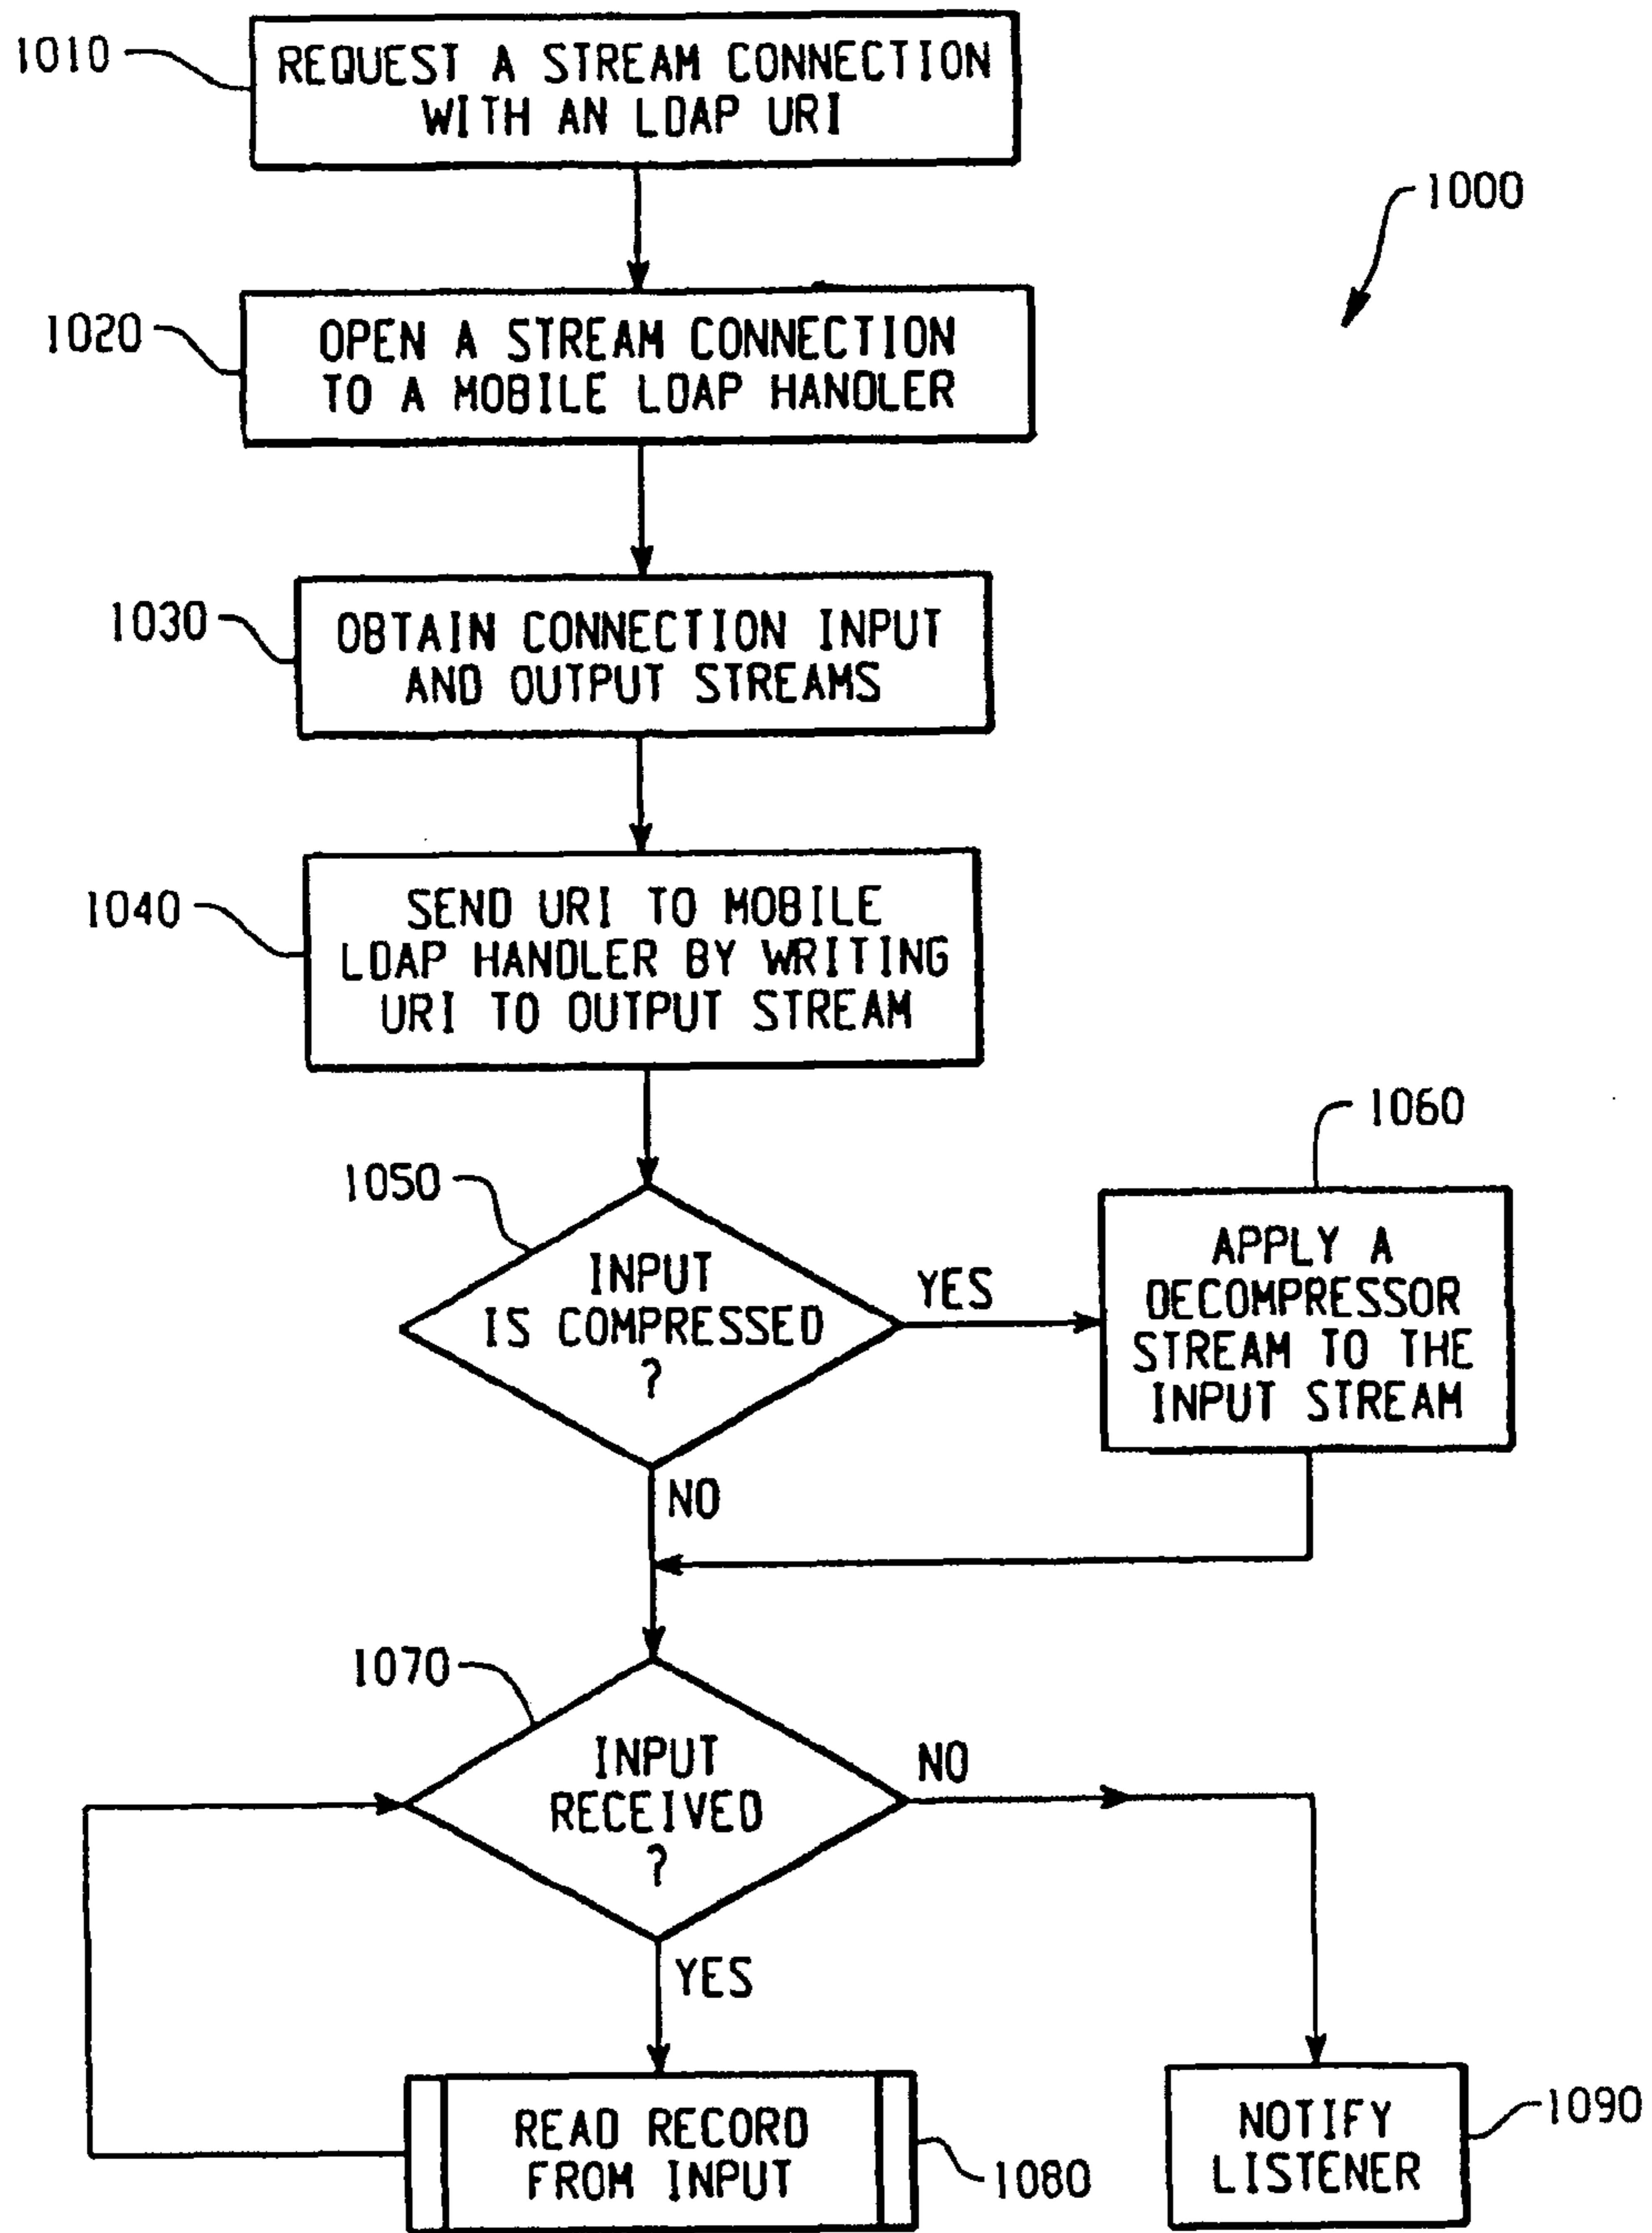 1010
REQUEST A STREAM CONNECTION
WITH AN LDAP URI
1000
1020
OPEN A STREAM CONNECTION
TO A MOBILE LDAP HANDLER
1030
OBTAIN CONNECTION INPUT
AND OUTPUT STREAMS
1040
SEND URI TO MOBILE
LDAP HANDLER BY WRITING
URI TO OUTPUT STREAM
1050
INPUT
IS COMPRESSED
?
YES
NO
1060
APPLY A
DECOMPRESSOR
STREAM TO THE
INPUT STREAM
1070
INPUT
RECEIVED
?
NO
YES
READ RECORD
FROM INPUT
1080
NOTIFY
LISTENER
1090